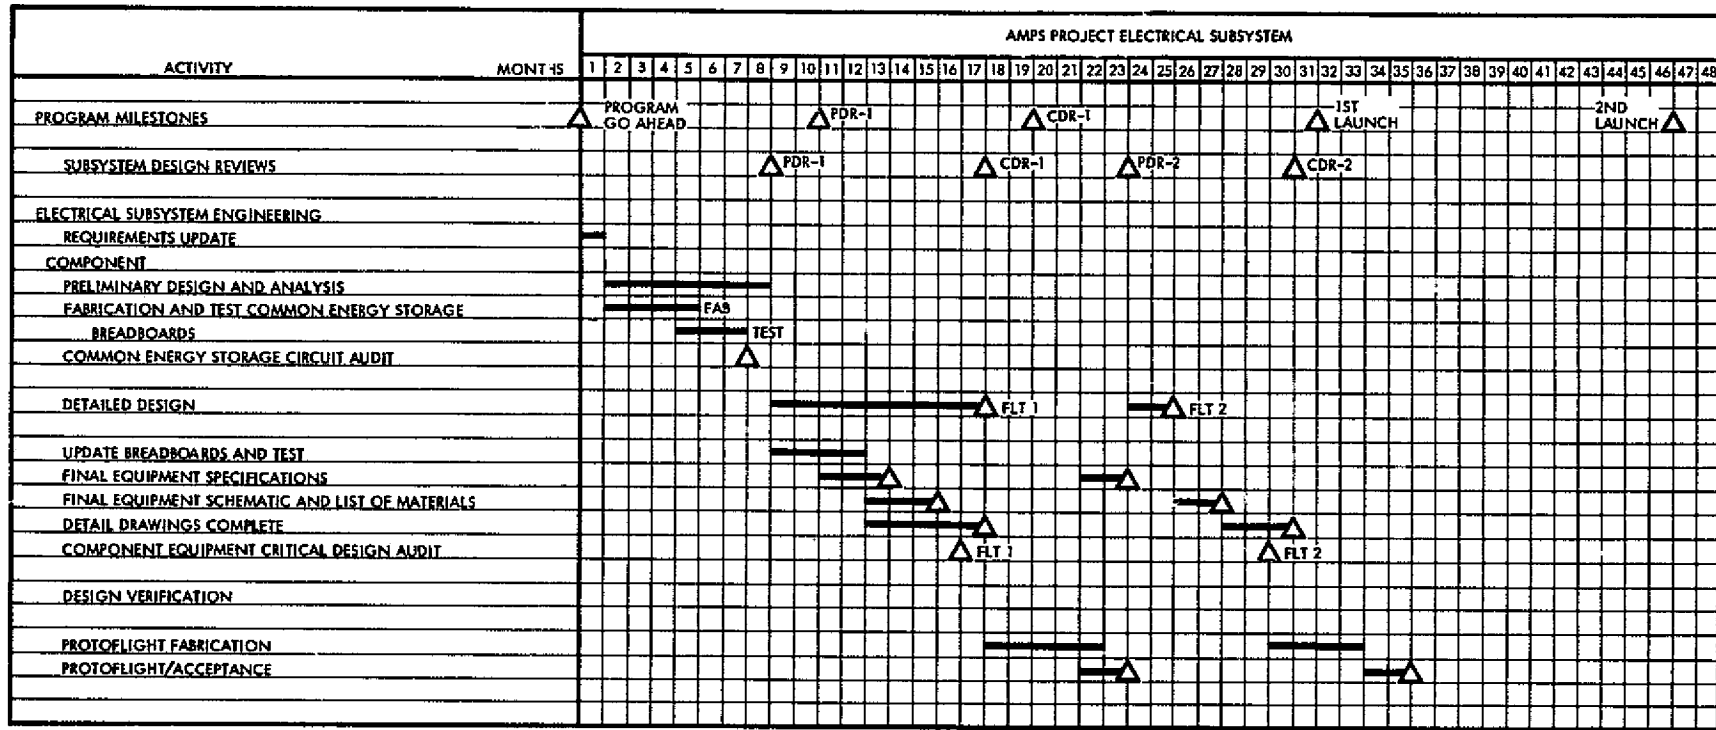 AMPS PROJECT ELECTRICAL SUBSYSTEM
ACTIVITY MONTHS 1 2 3 4 5 6 7 8 9 10 11 12 13 14 15 16 17 18 19 20 21 22 23 24 25 26 27 28 29 30 31 32 33 34 35 36 37 38 39 40 41 42 43 44 45 46 47 48
PROGRAM MILESTONES PROGRAM GO AHEAD PDR-1 CDR-1 1ST LAUNCH 2ND LAUNCH
SUBSYSTEM DESIGN REVIEWS PDR-1 CDR-1 PDR-2 CDR-2
ELECTRICAL SUBSYSTEM ENGINEERING
REQUIREMENTS UPDATE
COMPONENT
PRELIMINARY DESIGN AND ANALYSIS
FABRICATION AND TEST COMMON ENERGY STORAGE FAB
BREADBOARDS TEST
COMMON ENERGY STORAGE CIRCUIT AUDIT
DETAILED DESIGN FLT 1 FLT 2
UPDATE BREADBOARDS AND TEST
FINAL EQUIPMENT SPECIFICATIONS
FINAL EQUIPMENT SCHEMATIC AND LIST OF MATERIALS
DETAIL DRAWINGS COMPLETE
COMPONENT EQUIPMENT CRITICAL DESIGN AUDIT FLT 1 FLT 2
DESIGN VERIFICATION
PROTOFLIGHT FABRICATION
PROTOFLIGHT/ACCEPTANCE